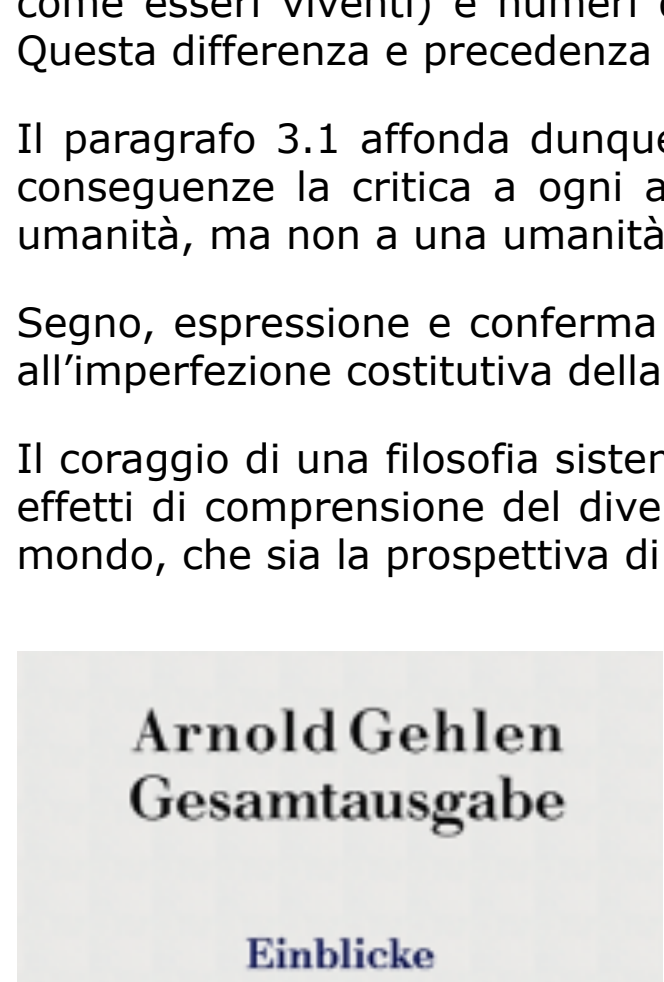 come esseri viventi) e numeri
Questa differenza e precedenza
Il paragrafo 3.1 affonda dunque
conseguenze la critica a ogni
umanità, ma non a una umanità
Segno, espressione e conferma
all’imperfezione costitutiva della
Il coraggio di una filosofia
effetti di comprensione del
mondo, che sia la prospettiva di
Arnold Gehlen
Gesamtausgabe
Einblicke